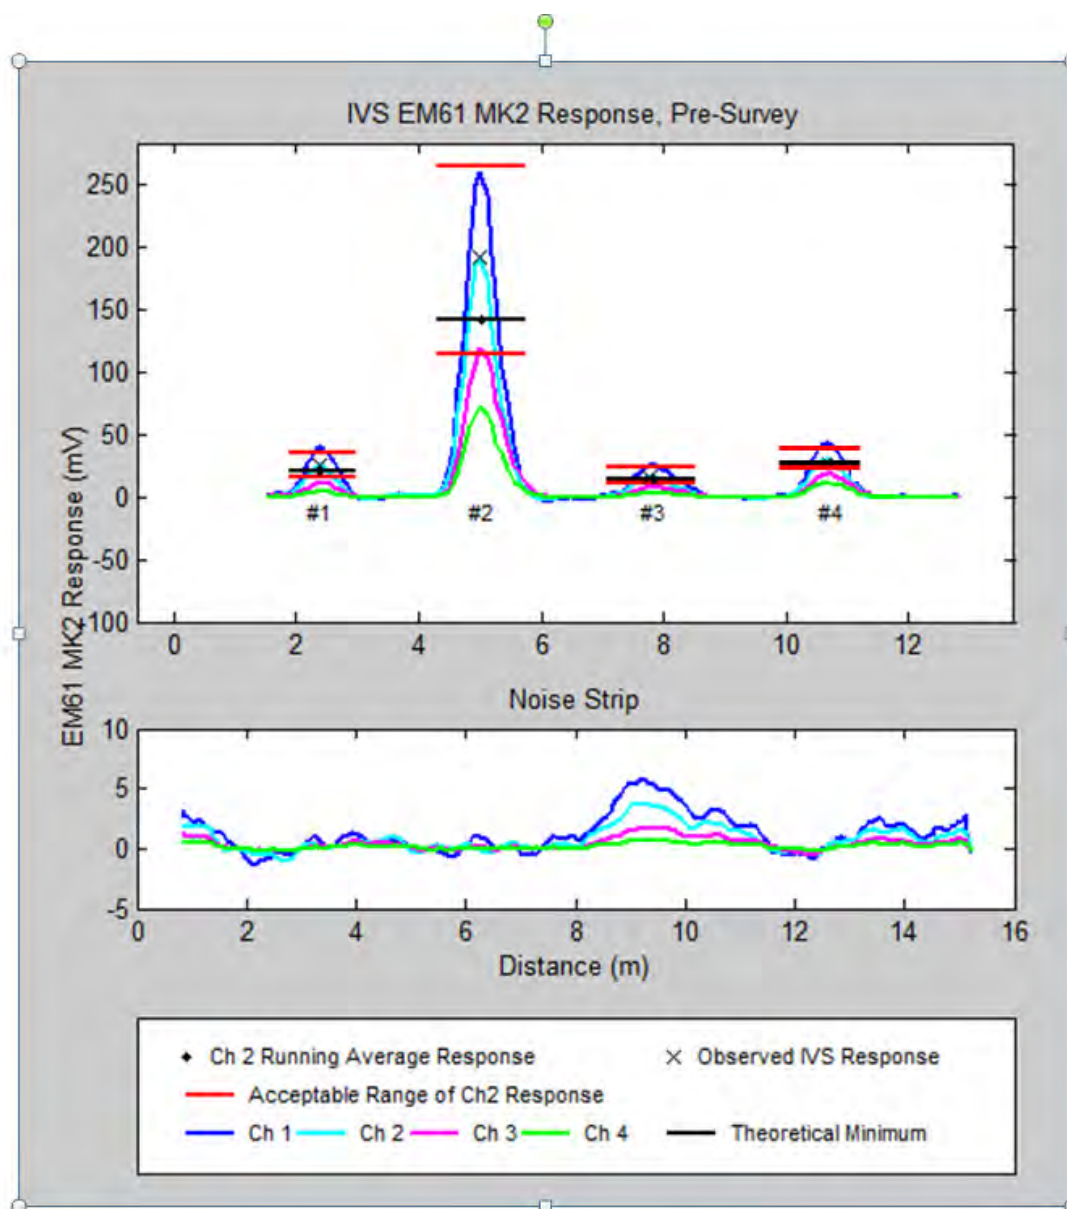 IVS EM61 MK2 Response, Pre-Survey
EM61 MK2 Response (mV)
250
200
150
100
50
0
-50
-100
#1
#2
#3
#4
0 2 4 6 8 10 12
Noise Strip
10
5
0
-5
0 2 4 6 8 10 12 14 16
Distance (m)
Ch 2 Running Average Response
Observed IVS Response
Acceptable Range of Ch2 Response
Ch 1 Ch 2 Ch 3 Ch 4 Theoretical Minimum